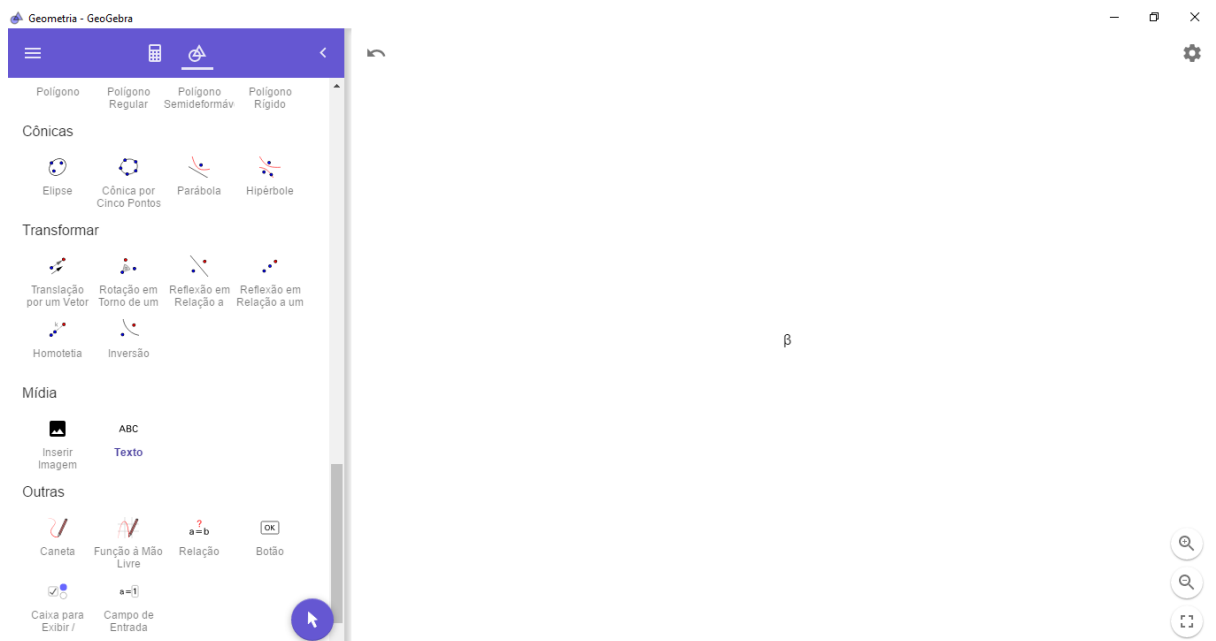 Geometria - GeoGebra
Polígono Polígono Polígono Polígono
Regular Semideformáv Rígido
Cônicas
Elipse Cônica por Parábola Hipérbole
Cinco Pontos
Transformar
Translação Rotação em Reflexão em Reflexão em
por um Vetor Torno de um Relação a Relação a um
Homotetia Inversão
β
Mídia
ABC
Inserir Texto
Imagem
Outras
? a=b OK
Caneta Função à Mão Relação Botão
Livre
a=1
Caixa para Campo de
Exibir / Entrada